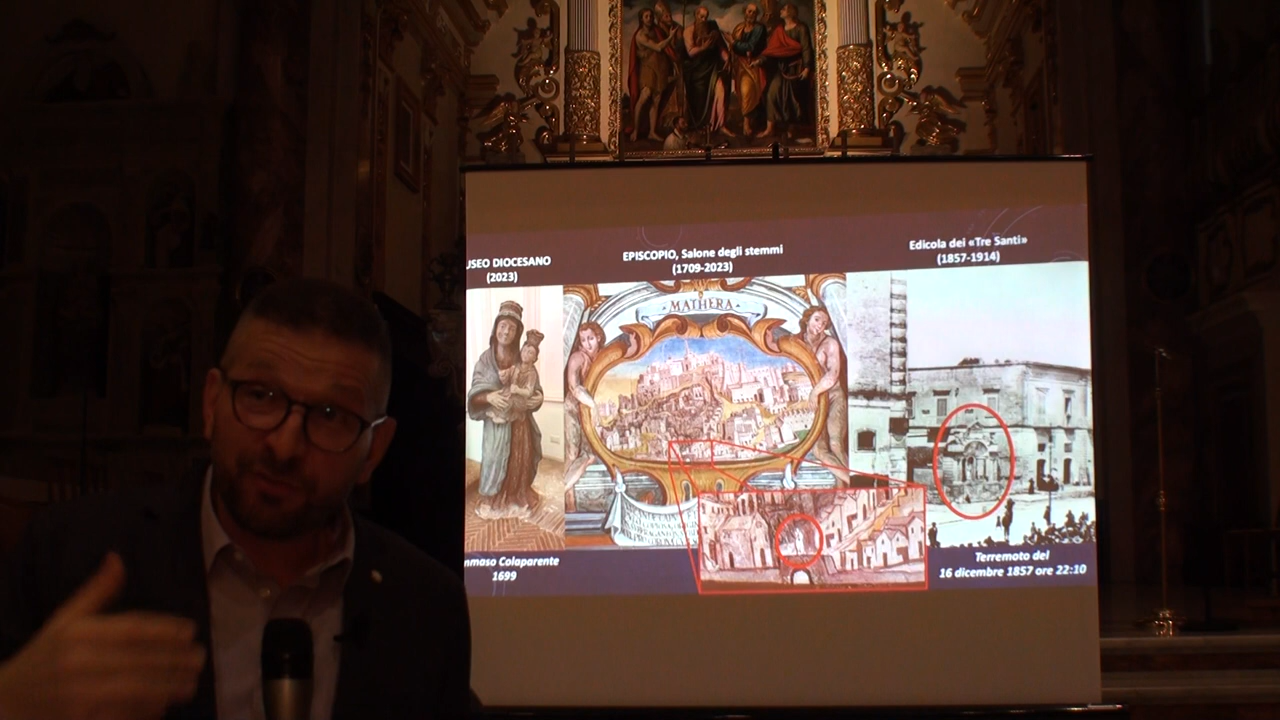 USEO DIOCESANO
(2023)
EPISCOPIO, Salone degli stemmi
(1709-2023)
Edicola dei «Tre Santi»
(1857-1914)
MATHERA
mmaso Colaparente
1699
Terremoto del
16 dicembre 1857 ore 22:10